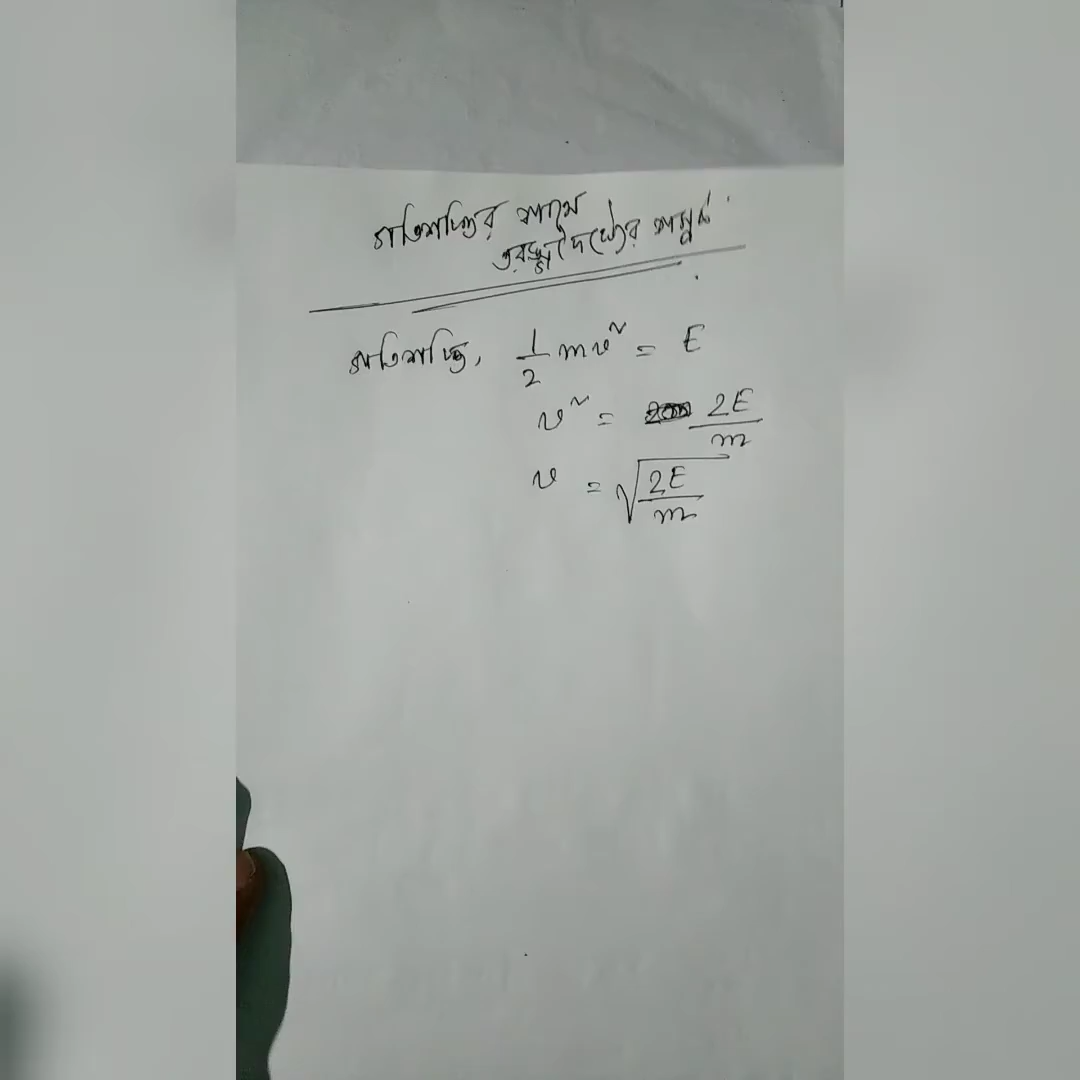 গতিশক্তির সাথে
তরঙ্গদৈর্ঘ্যের সম্পর্ক
গতিশক্তি, 1/2 mv² = E
v² = 2E/m
v = √(2E/m)